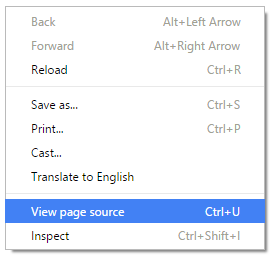 Back Alt+Left Arrow
Forward Alt+Right Arrow
Reload Ctrl+R
Save as... Ctrl+S
Print... Ctrl+P
Cast...
Translate to English
View page source Ctrl+U
Inspect Ctrl+Shift+I